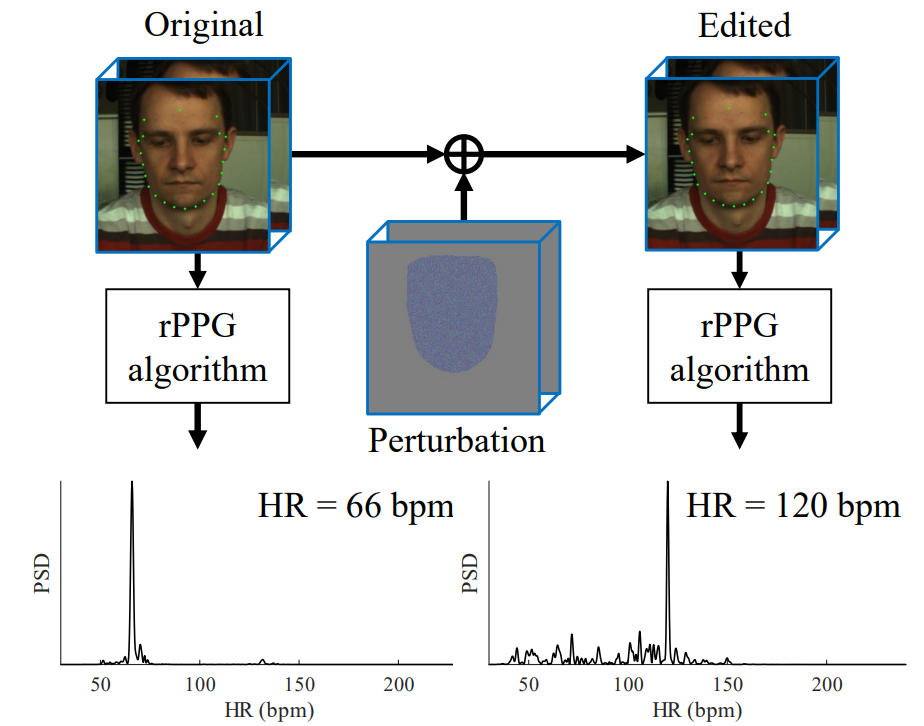 Original
Edited
rPPG
algorithm
Perturbation
rPPG
algorithm
HR = 66 bpm
PSD
50
100
150
200
HR (bpm)
HR = 120 bpm
PSD
50
100
150
200
HR (bpm)